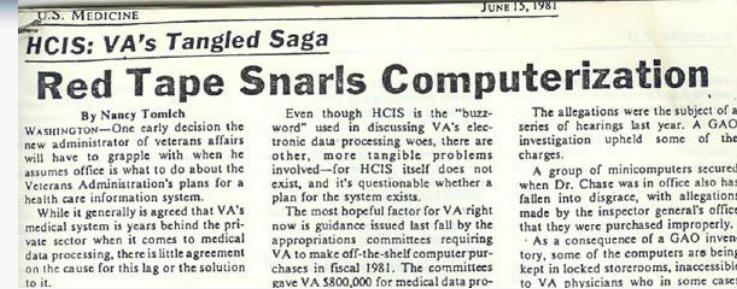 U.S. MEDICINE
JUNE 15, 1981
HCIS: VA's Tangled Saga
Red Tape Snarls Computerization
By Nancy Tomich
WASHINGTON—One early decision the
new administrator of veterans affairs
will have to grapple with when he
assumes office is what to do about the
Veterans Administration's plans for a
health care information system.
While it generally is agreed that VA's
medical system is years behind the pri-
vate sector when it comes to medical
data processing, there is little agreement
on the cause for this lag or the solution
to it.
Even though HCIS is the "buzz-
word" used in discussing VA's elec-
tronic data processing woes, there are
other, more tangible problems
involved—for HCIS itself does not
exist, and it's questionable whether a
plan for the system exists.
The most hopeful factor for VA right
now is guidance issued last fall by the
appropriations committees requiring
VA to make off-the-shelf computer pur-
chases in fiscal 1981. The committees
gave VA $800,000 for medical data pro-
The allegations were the subject of a
series of hearings last year. A GAO
investigation upheld some of the
charges.
A group of minicomputers secured
when Dr. Chase was in office also has
fallen into disgrace, with allegations
made by the inspector general's office
that they were purchased improperly.
As a consequence of a GAO inven-
tory, some of the computers are being
kept in locked storerooms, inaccessible
to VA physicians who in some cases